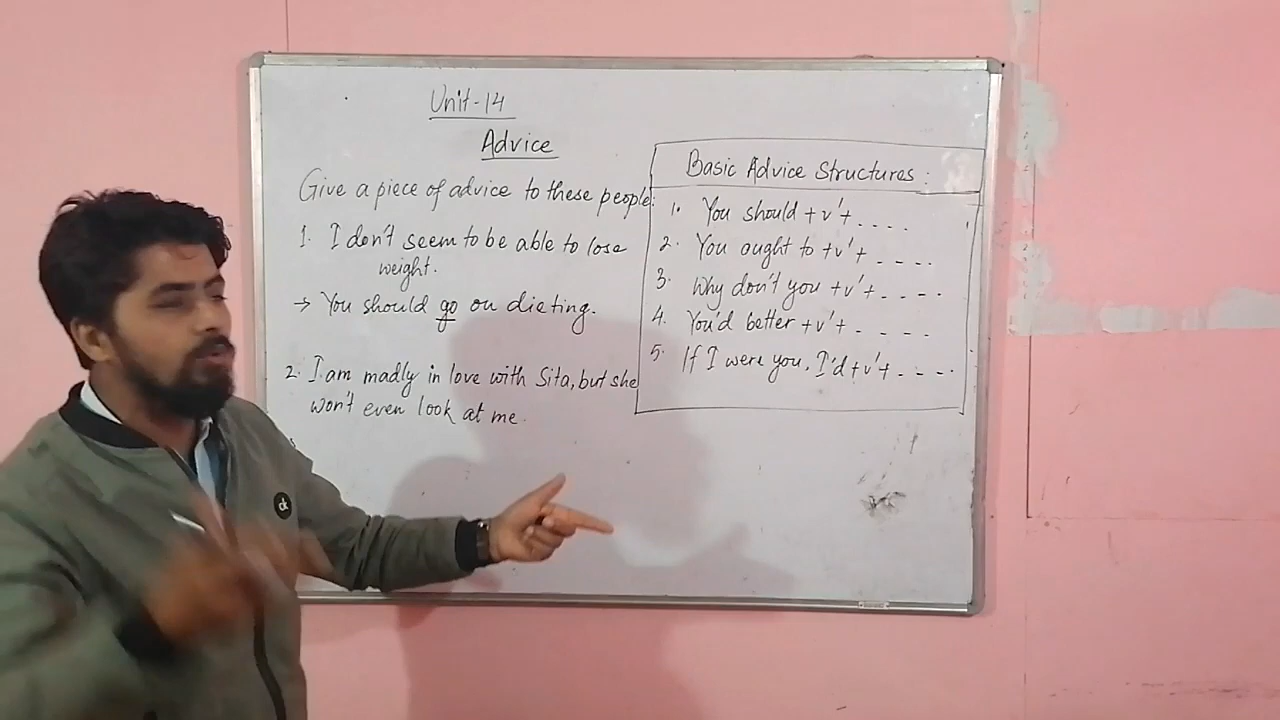 Unit-14
Advice
Give a piece of advice to these people:
1. I don't seem to be able to lose
weight.
→ You should go on dieting.
2. I am madly in love with Sita, but she
won't even look at me.
Basic Advice Structures:
1. You should + v' + ....
2. You ought to + v' + ....
3. Why don't you + v' + ....
4. You'd better + v' + ....
5. If I were you, I'd + v' + ....